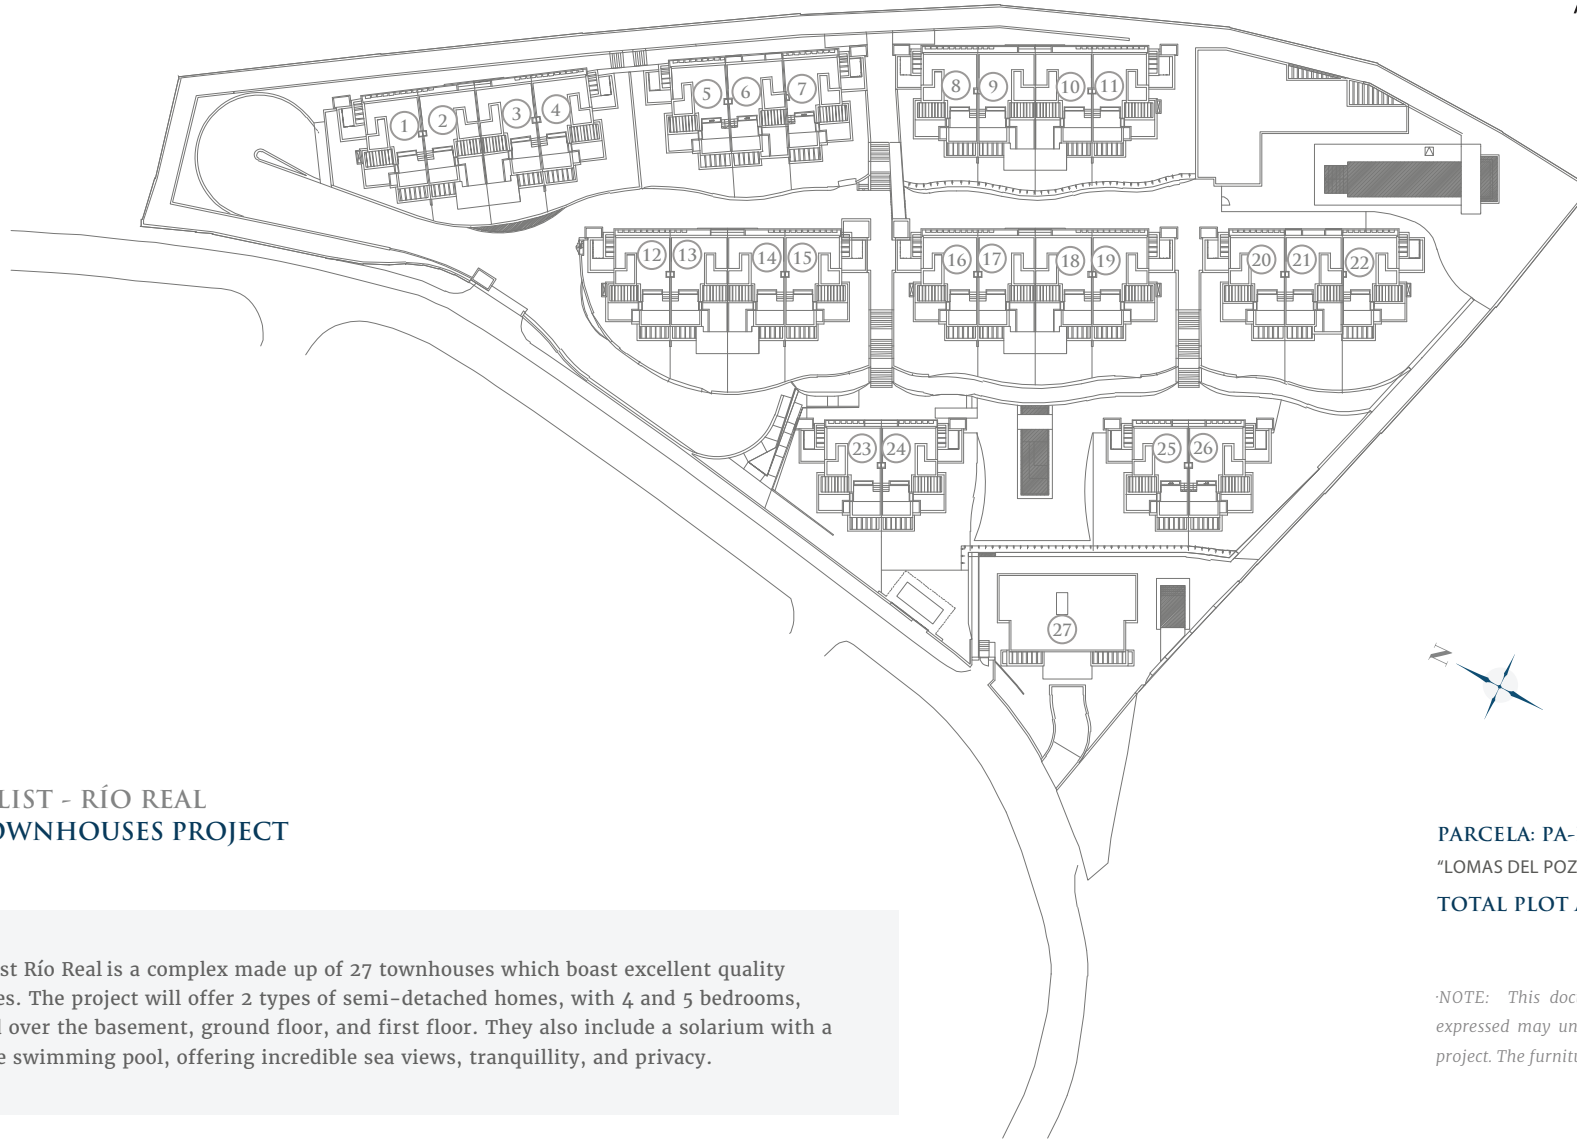 5 6 7 8 9 10 11
1 2 3 4
12 13 14 15 16 17 18 19 20 21 22
23 24 25 26
27
N
LIST - RÍO REAL
TOWNHOUSES PROJECT
PARCELA: PA-
"LOMAS DEL POZ
TOTAL PLOT
st Río Real is a complex made up of 27 townhouses which boast excellent quality
es. The project will offer 2 types of semi-detached homes, with 4 and 5 bedrooms,
over the basement, ground floor, and first floor. They also include a solarium with a
e swimming pool, offering incredible sea views, tranquillity, and privacy.
·NOTE: This doc
expressed may un
project. The furnitu